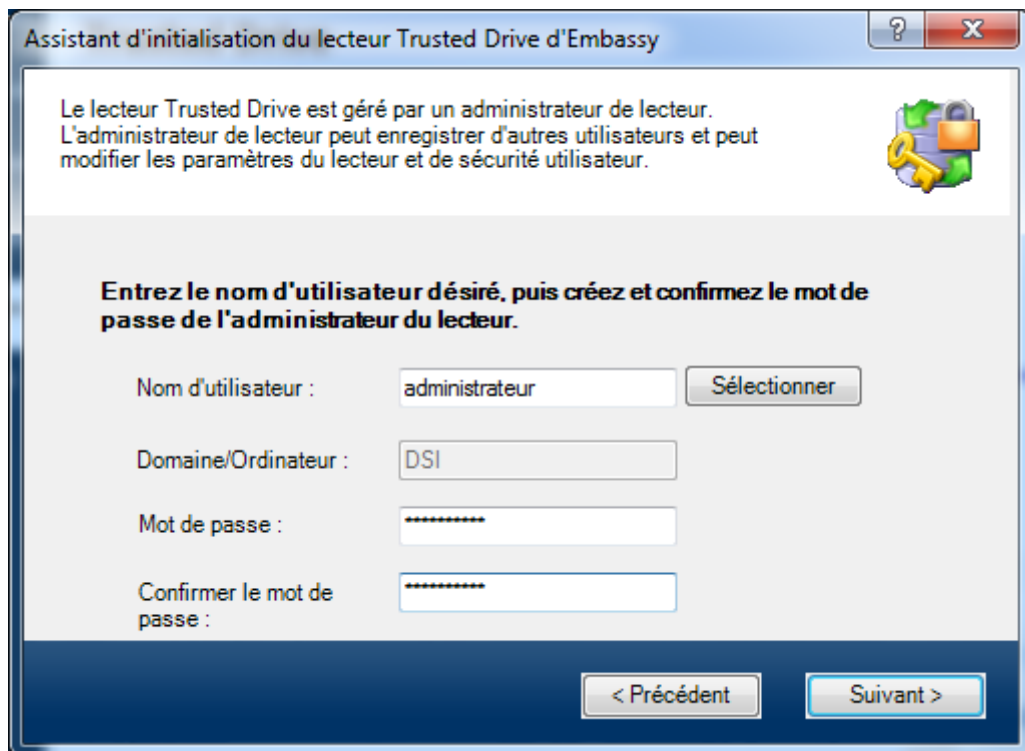 Assistant d'initialisation du lecteur Trusted Drive d'Embassy
Le lecteur Trusted Drive est géré par un administrateur de lecteur.
L'administrateur de lecteur peut enregistrer d'autres utilisateurs et peut
modifier les paramètres du lecteur et de sécurité utilisateur.
Entrez le nom d'utilisateur désiré, puis créez et confirmez le mot de
passe de l'administrateur du lecteur.
Nom d'utilisateur : administrateur Sélectionner
Domaine/Ordinateur : DSI
Mot de passe : **********
Confirmer le mot de **********
passe :
< Précédent Suivant >